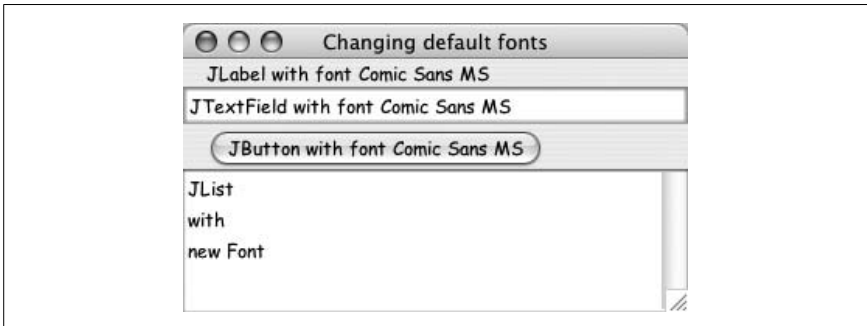 Changing default fonts
JLabel with font Comic Sans MS
JTextField with font Comic Sans MS
JButton with font Comic Sans MS
JList
with
new Font